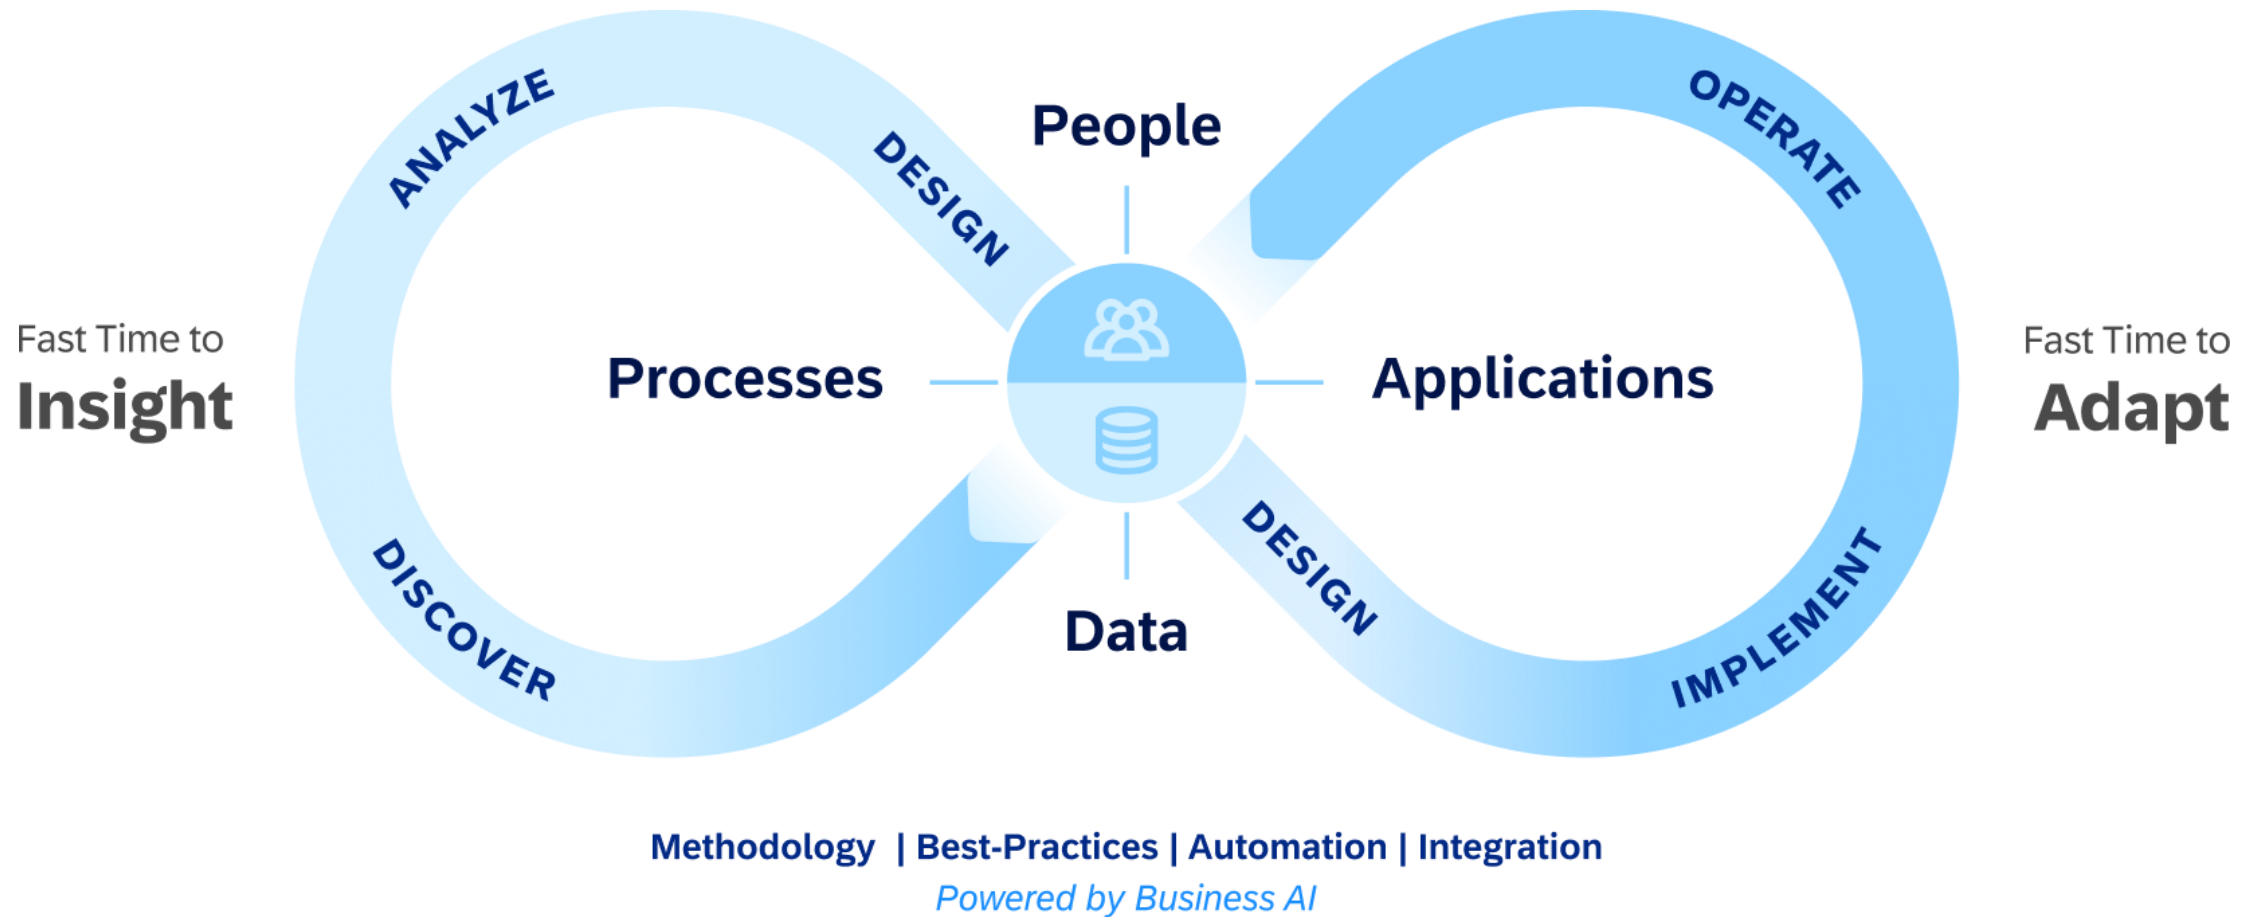 ANALYZE
DESIGN
People
OPERATE
Fast Time to
Insight
Processes
Applications
Fast Time to
Adapt
DISCOVER
Data
DESIGN
IMPLEMENT
Methodology | Best-Practices | Automation | Integration
Powered by Business AI